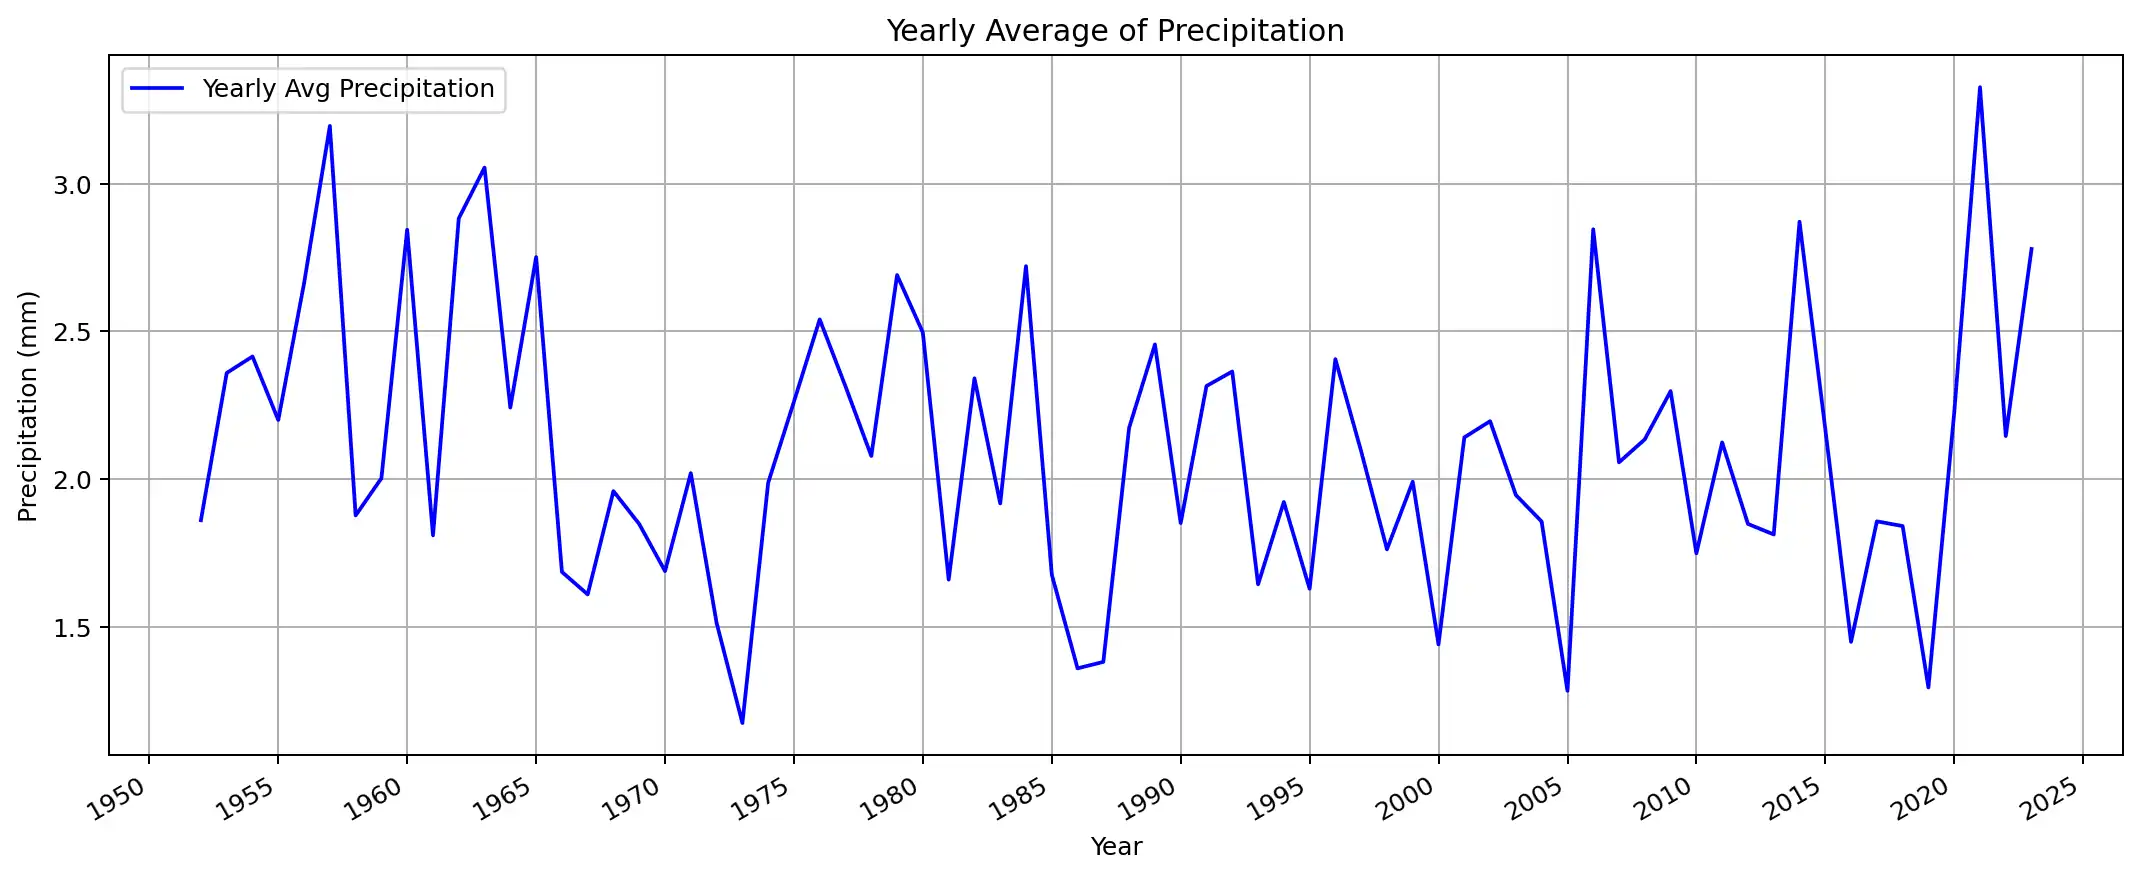 Yearly Average of Precipitation
Yearly Avg Precipitation
Precipitation (mm)
3.0
2.5
2.0
1.5
1950 1955 1960 1965 1970 1975 1980 1985 1990 1995 2000 2005 2010 2015 2020 2025
Year